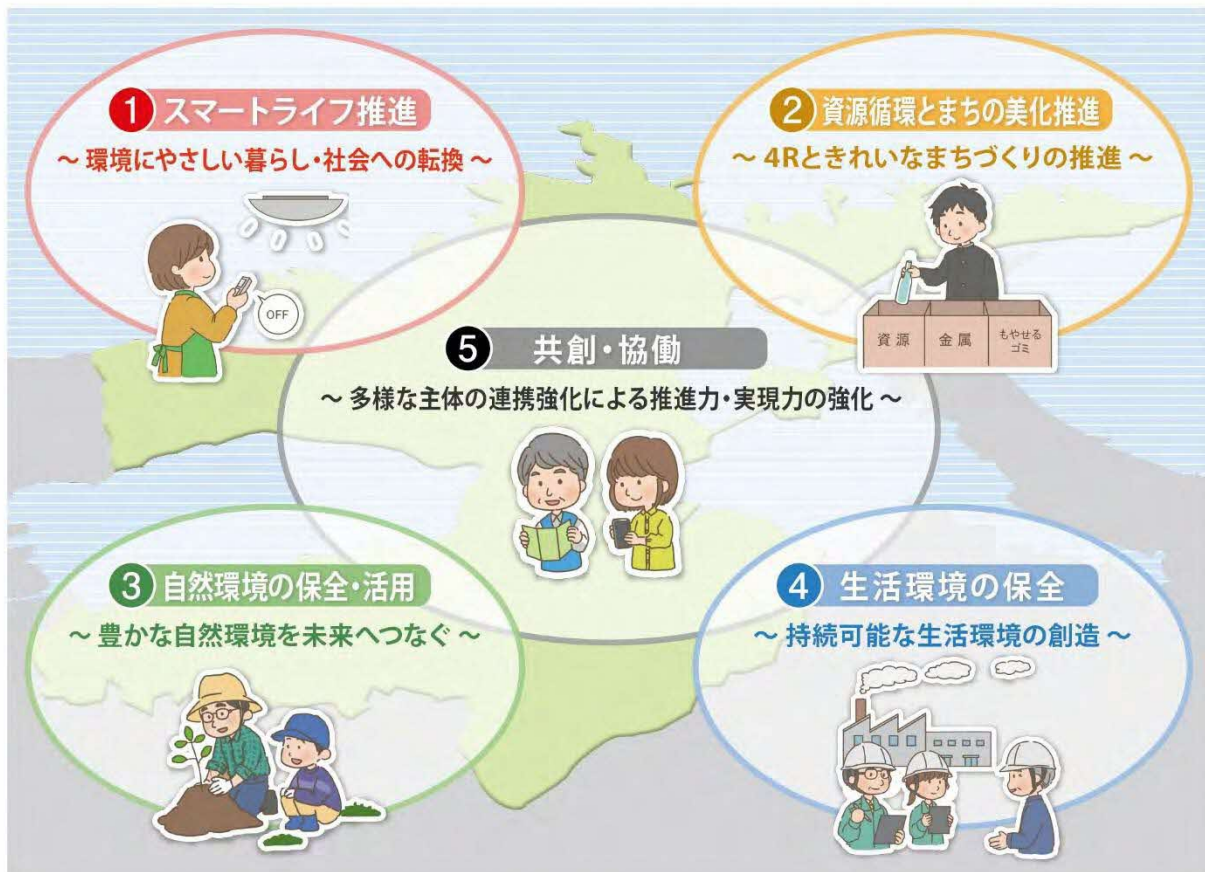 1 スマートライフ推進
~ 環境にやさしい暮らし・社会への転換 ~
OFF
2 資源循環とまちの美化推進
~ 4Rときれいなまちづくりの推進 ~
資源 金属 もやせる
ゴミ
5 共創・協働
~ 多様な主体の連携強化による推進力・実現力の強化 ~
3 自然環境の保全・活用
~ 豊かな自然環境を未来へつなぐ ~
4 生活環境の保全
~ 持続可能な生活環境の創造 ~